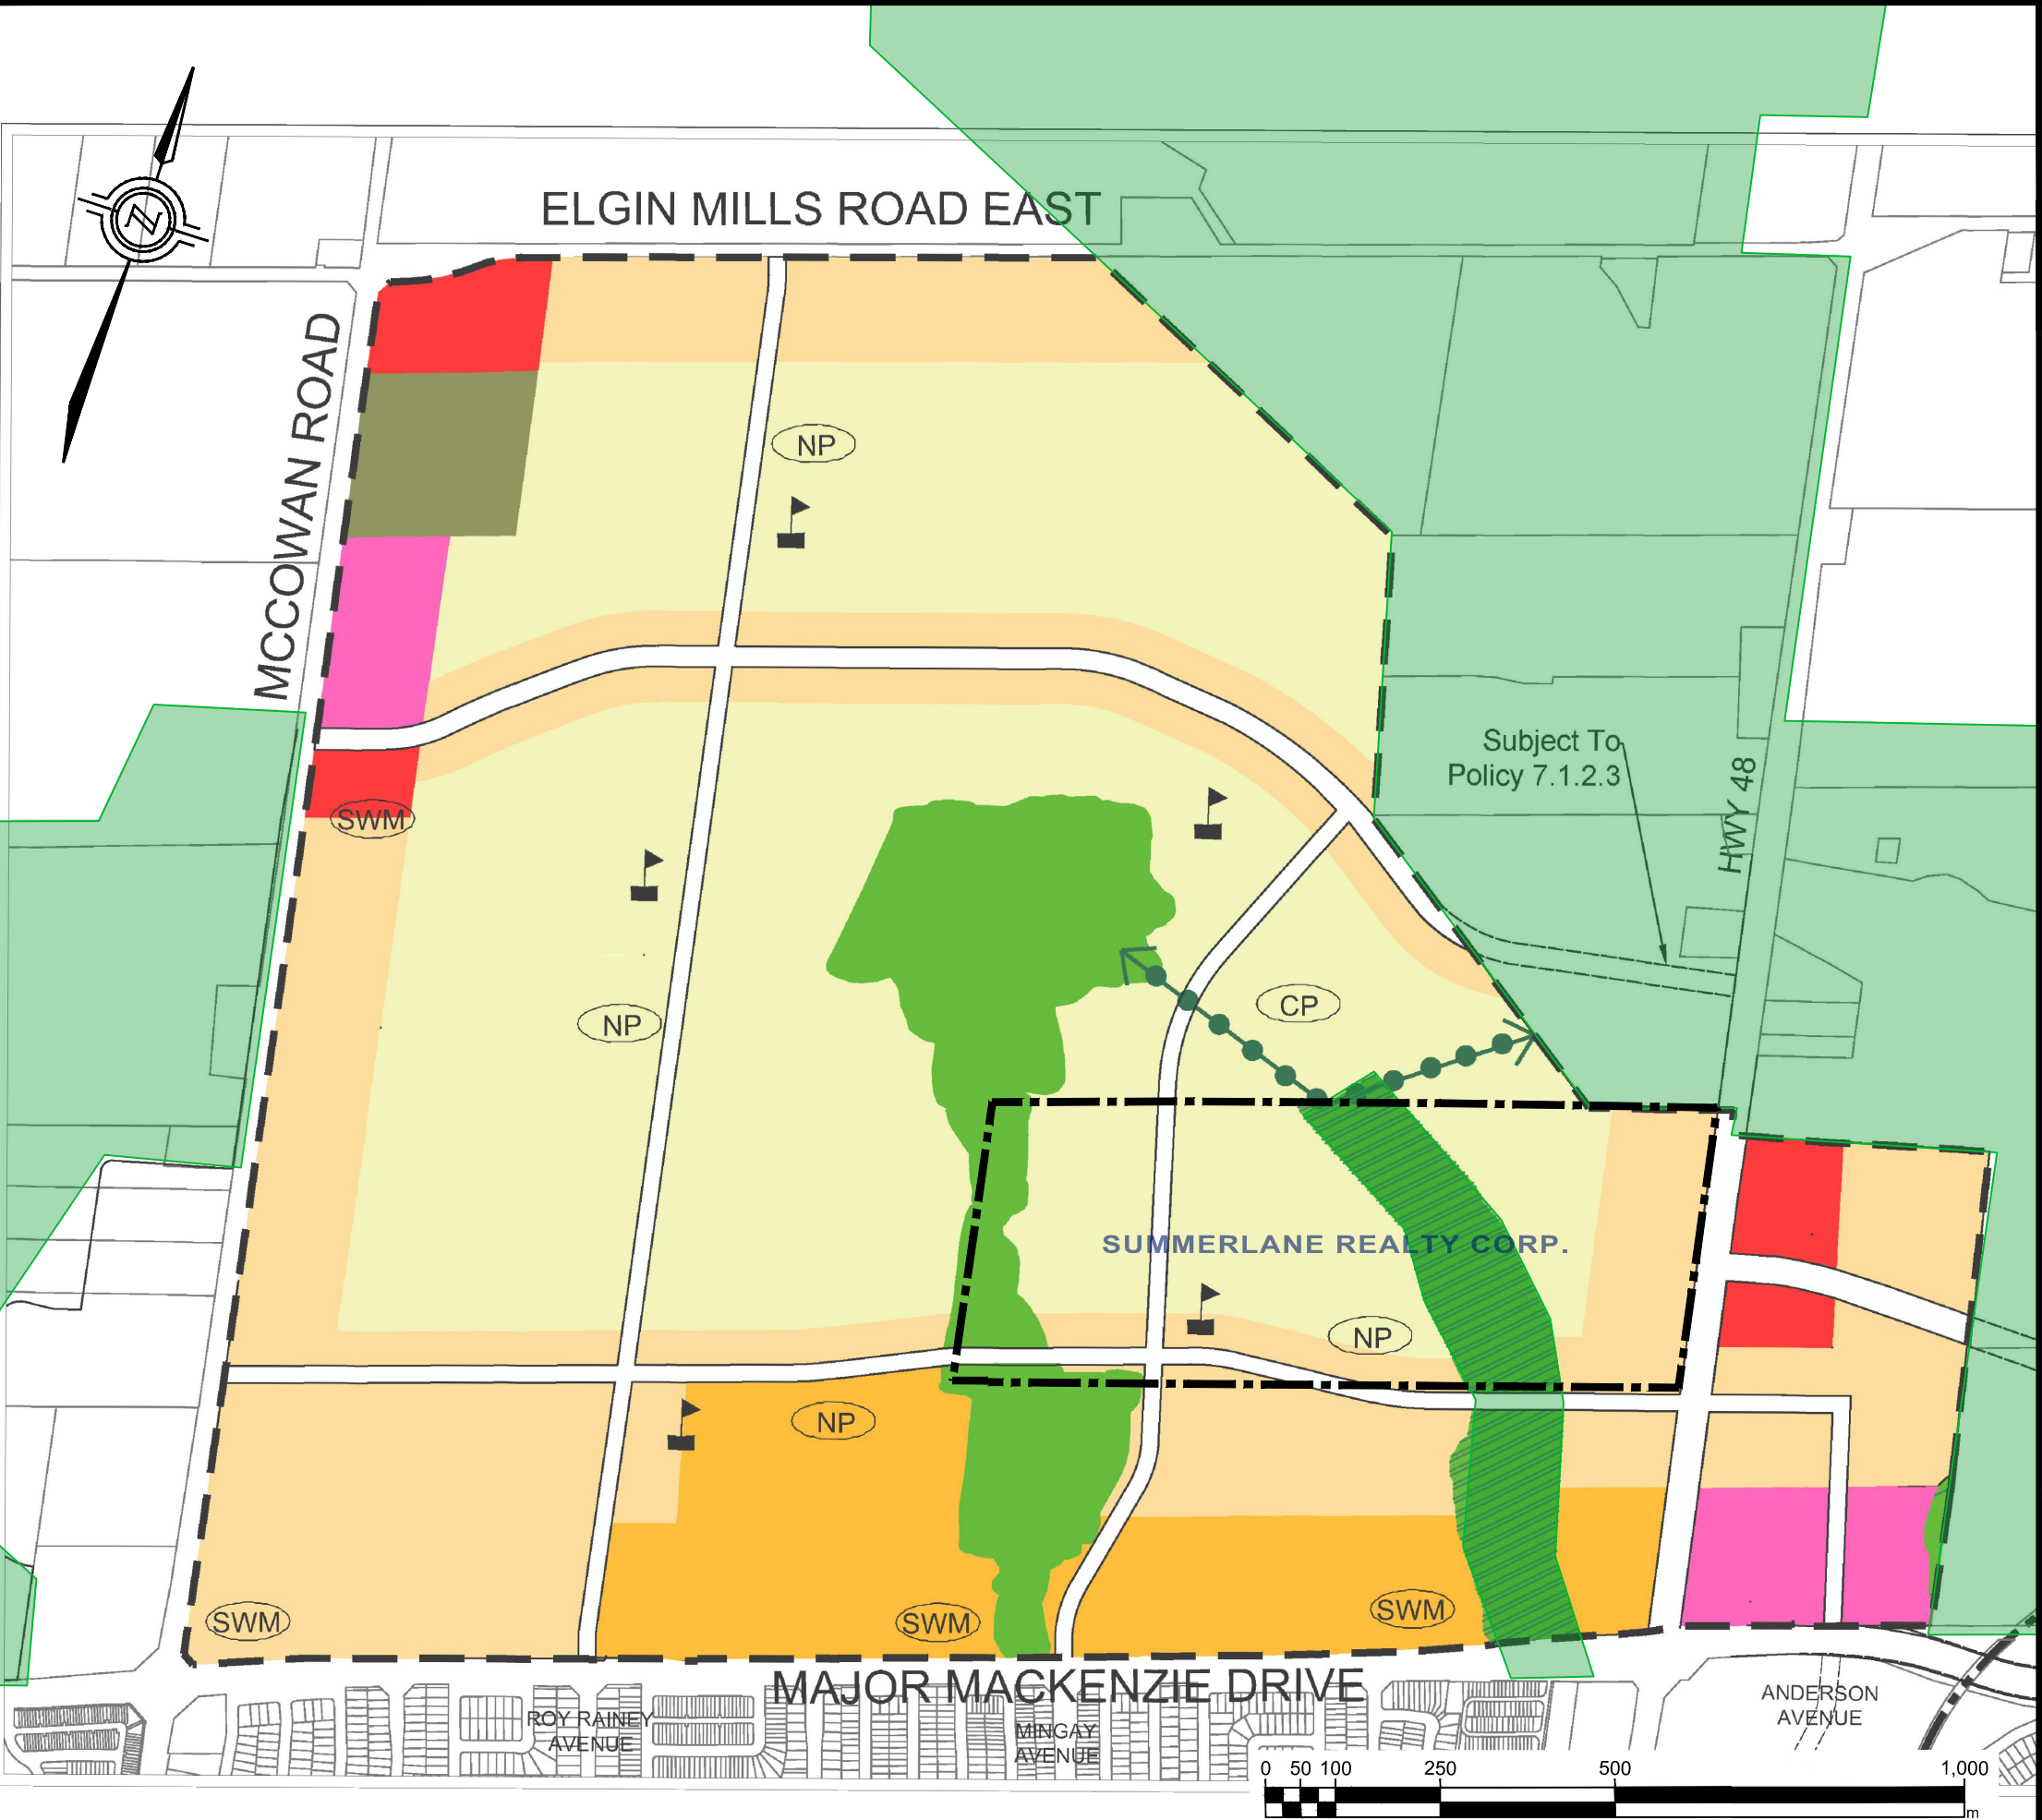 ELGIN MILLS ROAD EAST
MCCOWAN ROAD
N
NP
Subject To
Policy 7.1.2.3
HWY 48
SWM
NP
CP
SUMMERLANE REALTY CORP.
NP
NP
SWM
SWM
SWM
MAJOR MACKENZIE DRIVE
ROY RAINEY
AVENUE
MINGAY
AVENUE
ANDERSON
AVENUE
0 50 100 250 500 1,000
m